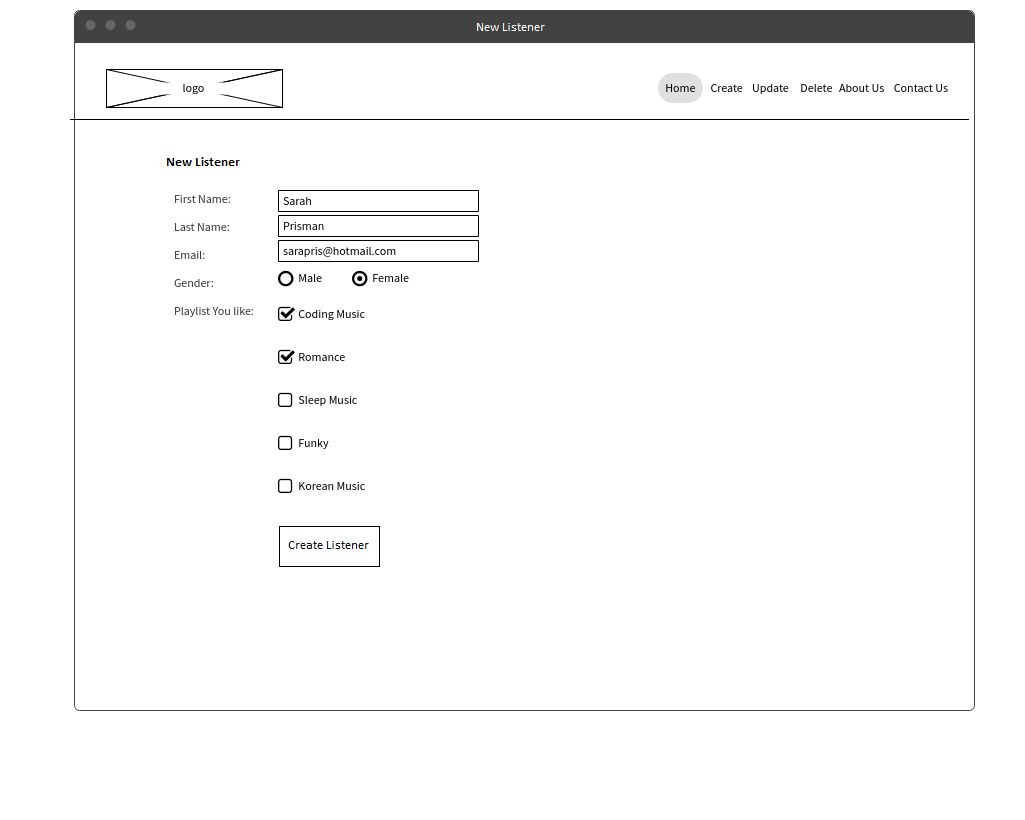 New Listener
logo
Home Create Update Delete About Us Contact Us
New Listener
First Name: Sarah
Last Name: Prisman
Email: sarapris@hotmail.com
Gender: Male Female
Playlist You like: Coding Music
Romance
Sleep Music
Funky
Korean Music
Create Listener